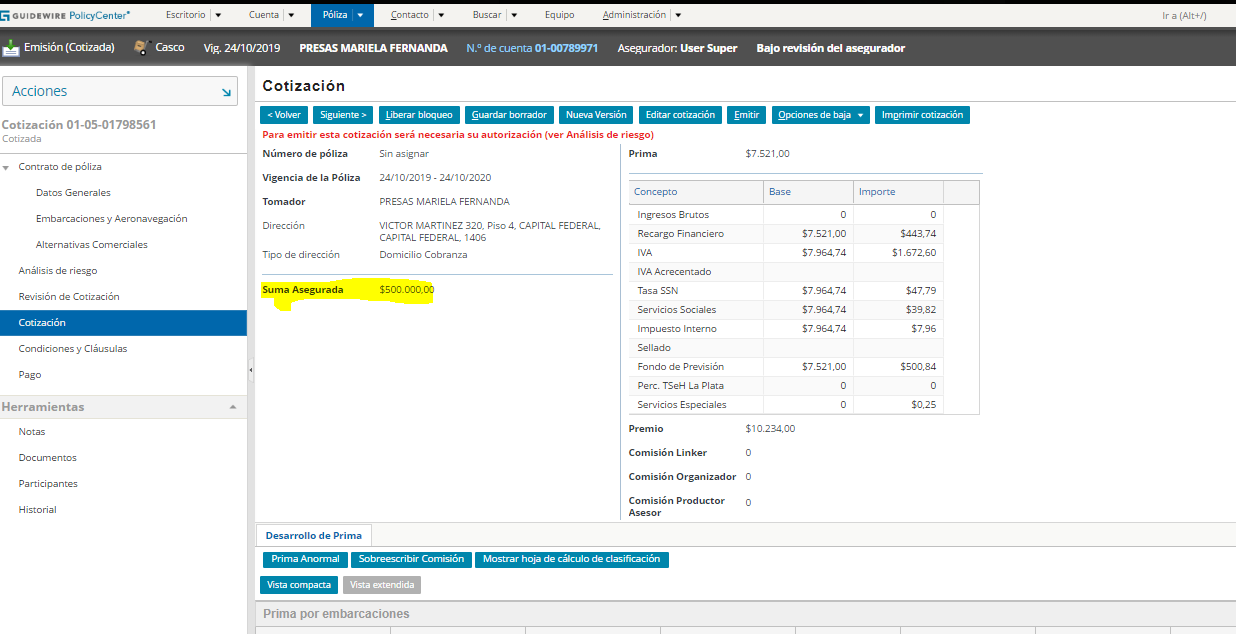 GUIDEWIRE PolicyCenter Escritorio Cuenta Póliza Contacto Buscar Equipo Administración Ir a (Alt+/)
Emisión (Cotizada) Casco Vig. 24/10/2019 PRESAS MARIELA FERNANDA N.º de cuenta 01-00789971 Asegurador: User Super Bajo revisión del asegurador
Acciones
Cotización 01-05-01798561
Cotizada
Contrato de póliza
Datos Generales
Embarcaciones y Aeronavegación
Alternativas Comerciales
Análisis de riesgo
Revisión de Cotización
Cotización
Condiciones y Cláusulas
Pago
Herramientas
Notas
Documentos
Participantes
Historial
Cotización
< Volver Siguiente > Liberar bloqueo Guardar borrador Nueva Versión Editar cotización Emitir Opciones de baja Imprimir cotización
Para emitir esta cotización será necesaria su autorización (ver Análisis de riesgo)
Número de póliza Sin asignar
Vigencia de la Póliza 24/10/2019 - 24/10/2020
Tomador PRESAS MARIELA FERNANDA
Dirección VICTOR MARTINEZ 320, Piso 4, CAPITAL FEDERAL,
CAPITAL FEDERAL, 1406
Tipo de dirección Domicilio Cobranza
Suma Asegurada $500.000,00
Prima $7.521,00
Concepto Base Importe
Ingresos Brutos 0 0
Recargo Financiero $7.521,00 $443,74
IVA $7.964,74 $1.672,60
IVA Acrecentado
Tasa SSN $7.964,74 $47,79
Servicios Sociales $7.964,74 $39,82
Impuesto Interno $7.964,74 $7,96
Sellado
Fondo de Previsión $7.521,00 $500,84
Perc. TSeH La Plata 0 0
Servicios Especiales 0 $0,25
Premio $10.234,00
Comisión Linker 0
Comisión Organizador 0
Comisión Productor 0
Asesor
Desarrollo de Prima
Prima Anormal Sobreescribir Comisión Mostrar hoja de cálculo de clasificación
Vista compacta Vista extendida
Prima por embarcaciones